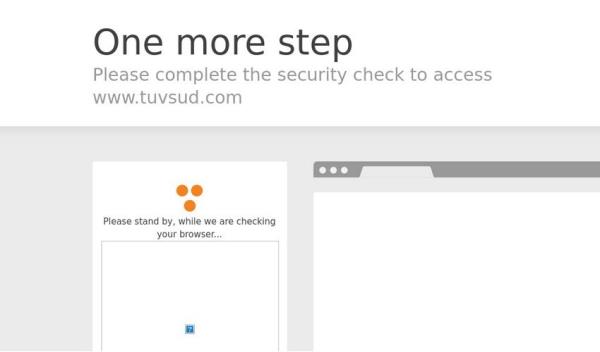 One more step
Please complete the security check to access
www.tuvsud.com
Please stand by, while we are checking
your browser...